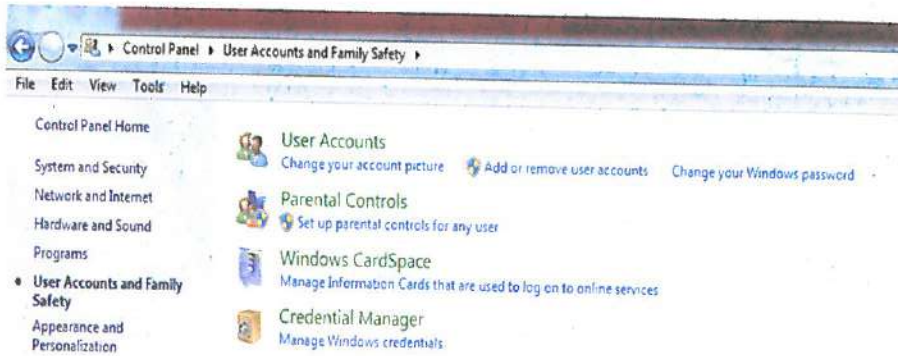 Control Panel ▸ User Accounts and Family Safety ▸
File Edit View Tools Help
Control Panel Home
System and Security
Network and Internet
Hardware and Sound
Programs
User Accounts and Family
Safety
Appearance and
Personalization
User Accounts
Change your account picture Add or remove user accounts Change your Windows password
Parental Controls
Set up parental controls for any user
Windows CardSpace
Manage Information Cards that are used to log on to online services
Credential Manager
Manage Windows credentials